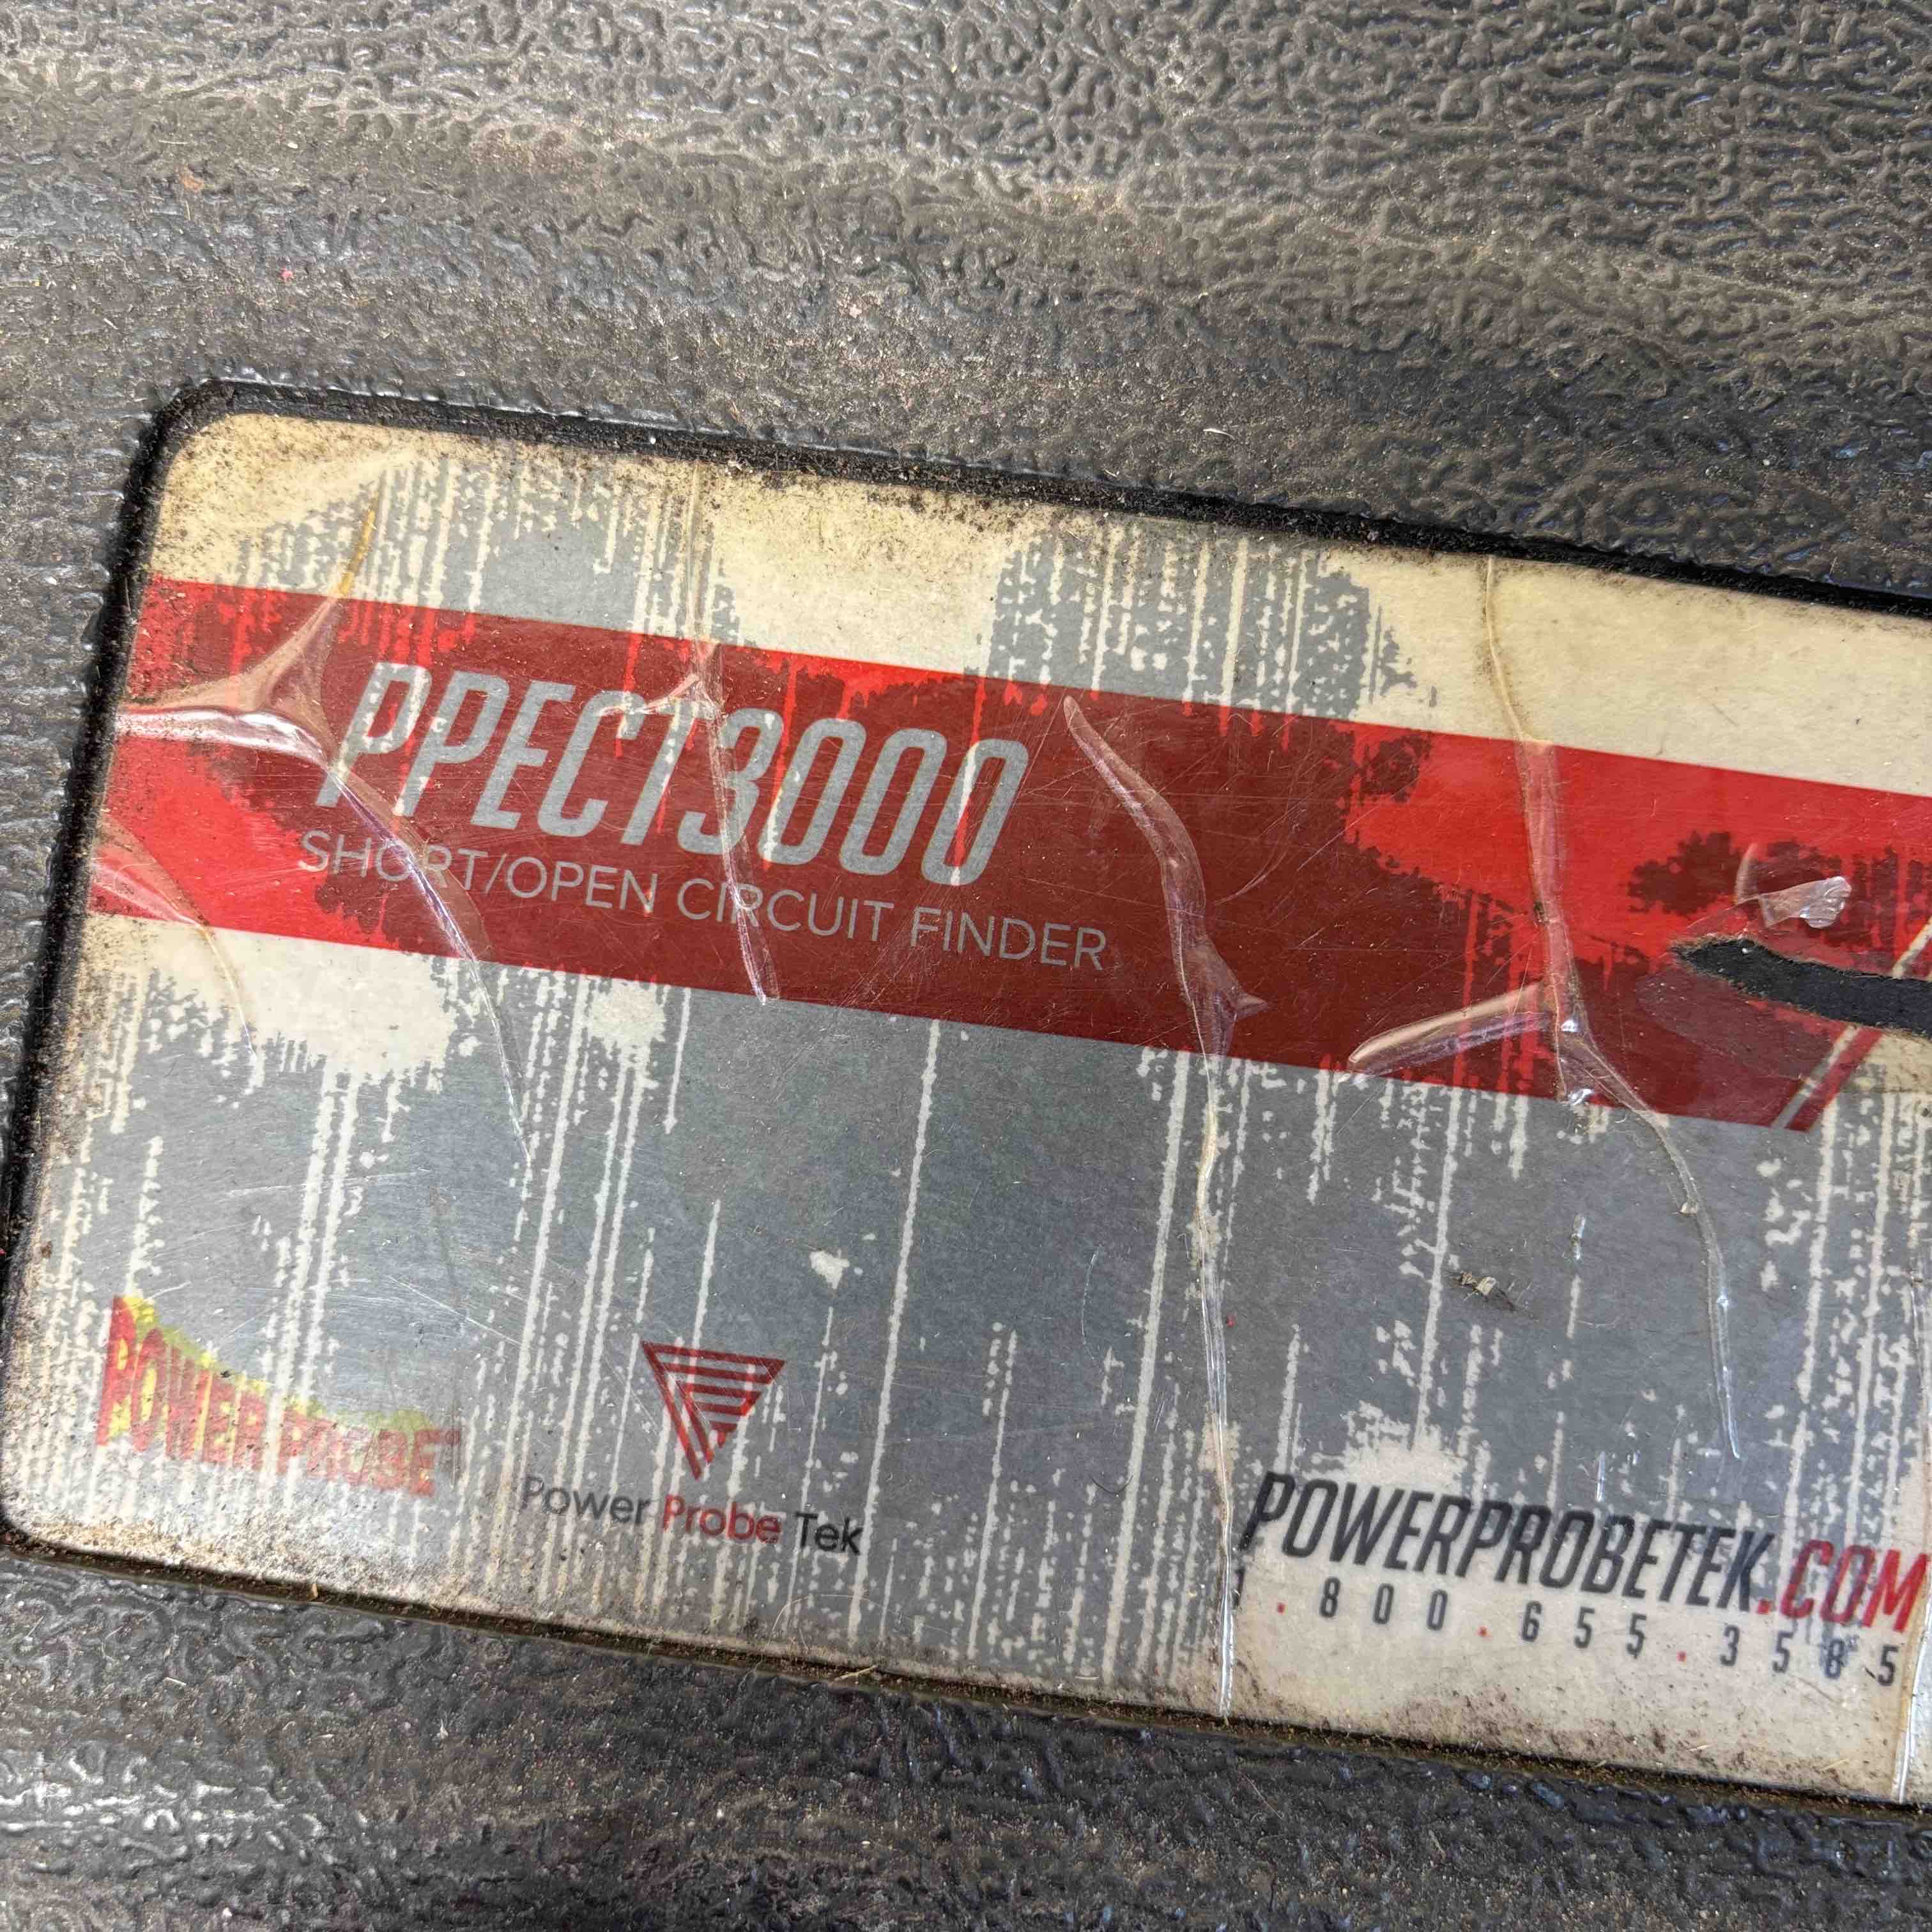 PPECT3000
SHORT/OPEN CIRCUIT FINDER
POWER PROBE
Power Probe Tek
POWERPROBETEK.COM
1.800.655.3585